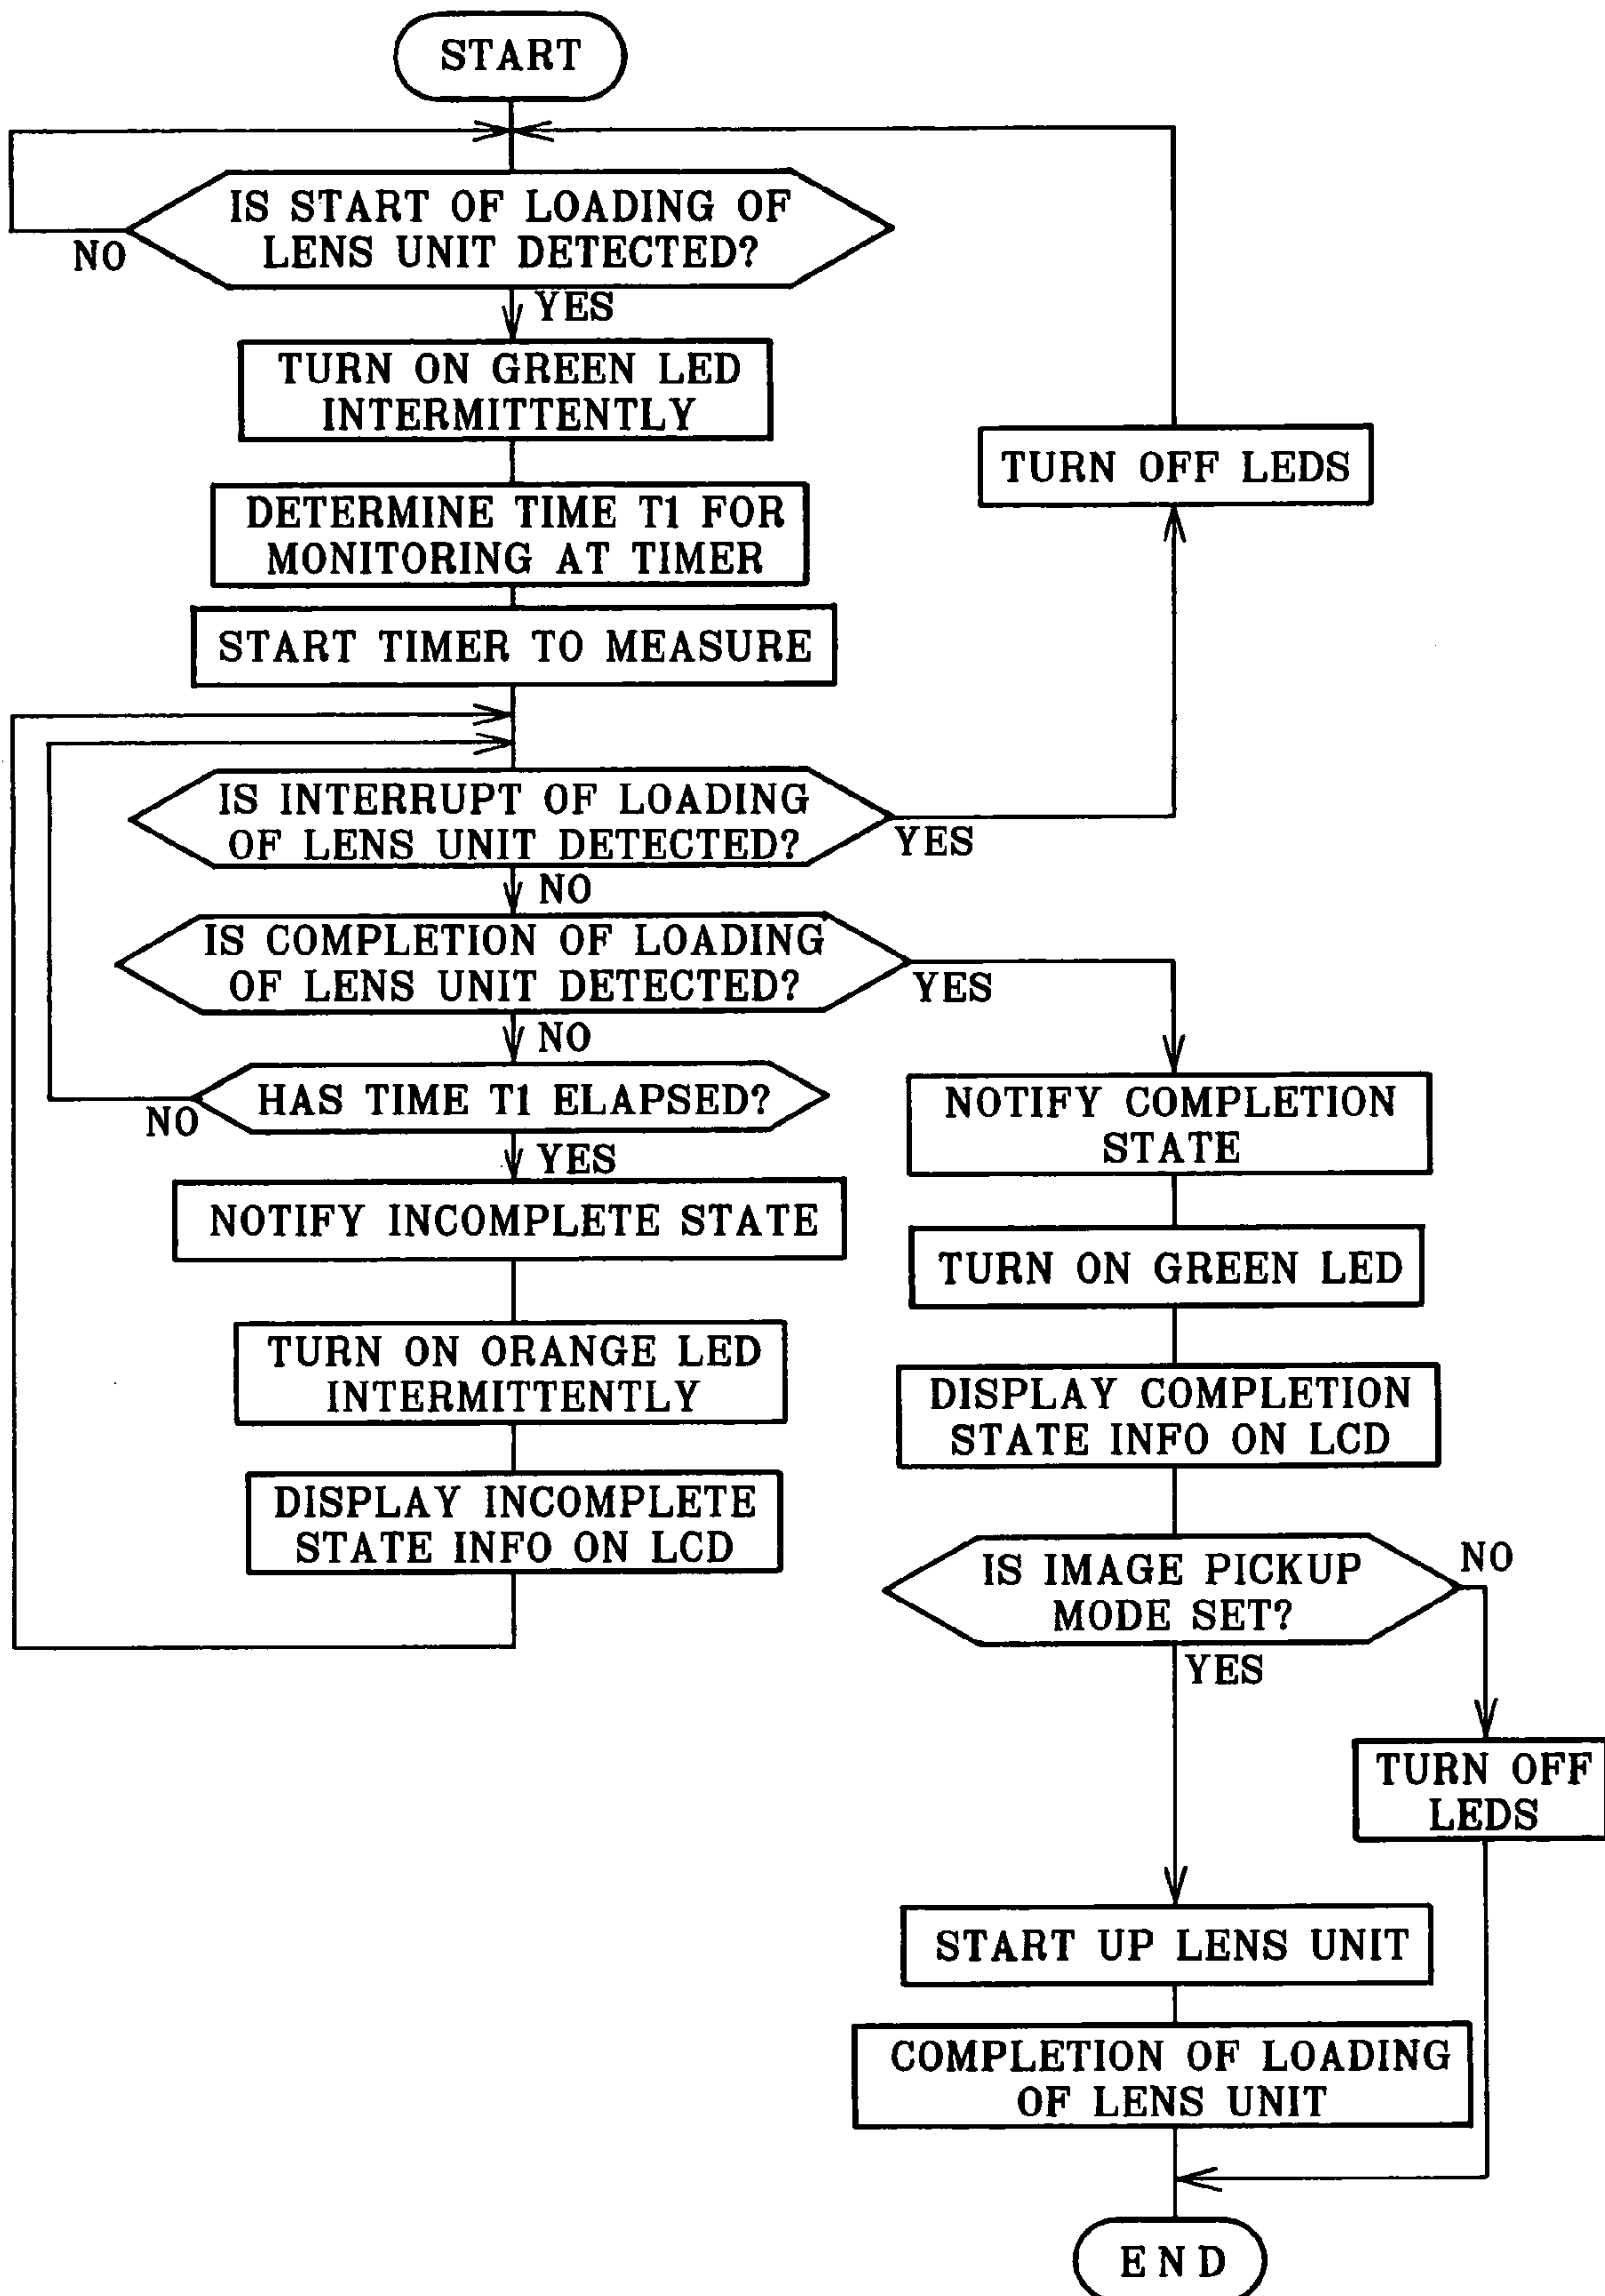 START
IS START OF LOADING OF
LENS UNIT DETECTED?
NO
YES
TURN ON GREEN LED
INTERMITTENTLY
TURN OFF LEDS
DETERMINE TIME T1 FOR
MONITORING AT TIMER
START TIMER TO MEASURE
IS INTERRUPT OF LOADING
OF LENS UNIT DETECTED?
YES
NO
IS COMPLETION OF LOADING
OF LENS UNIT DETECTED?
YES
NO
HAS TIME T1 ELAPSED?
NO
YES
NOTIFY INCOMPLETE STATE
TURN ON ORANGE LED
INTERMITTENTLY
DISPLAY INCOMPLETE
STATE INFO ON LCD
NOTIFY COMPLETION
STATE
TURN ON GREEN LED
DISPLAY COMPLETION
STATE INFO ON LCD
IS IMAGE PICKUP
MODE SET?
NO
YES
TURN OFF
LEDS
START UP LENS UNIT
COMPLETION OF LOADING
OF LENS UNIT
END